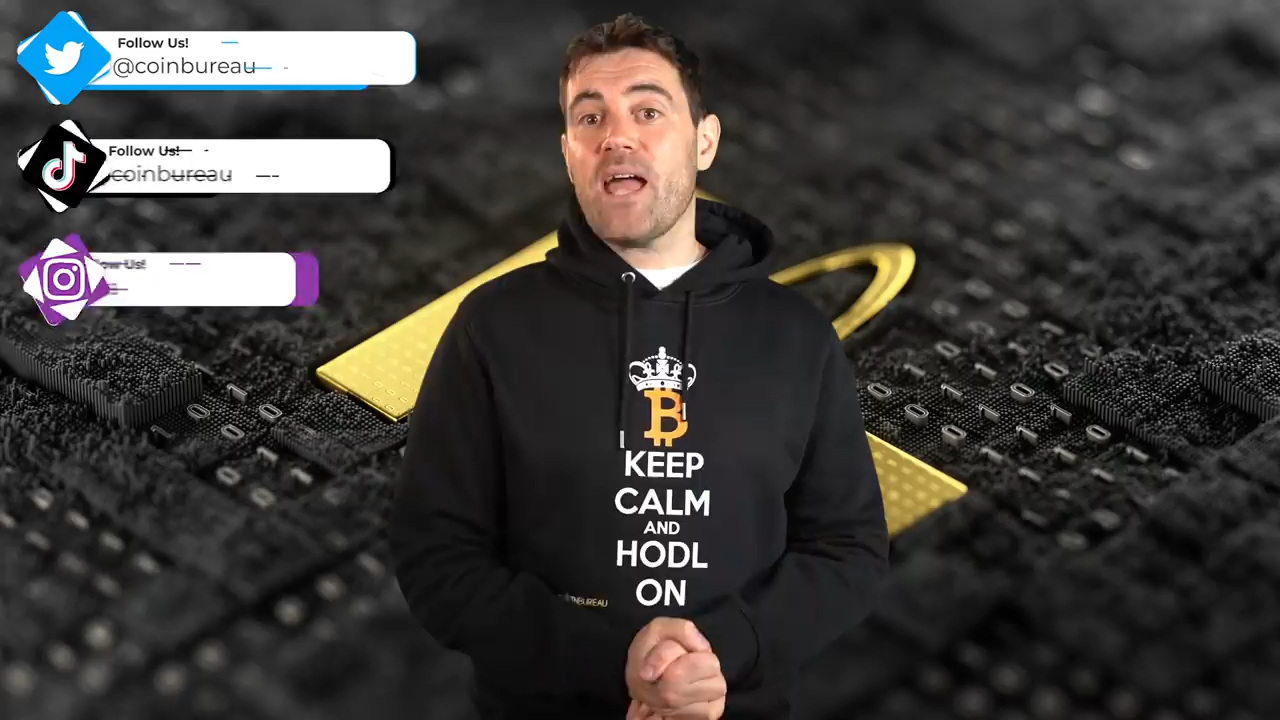 Follow Us!
@coinbureau
Follow Us!
coinbureau
KEEP
CALM
AND
HODL
ON